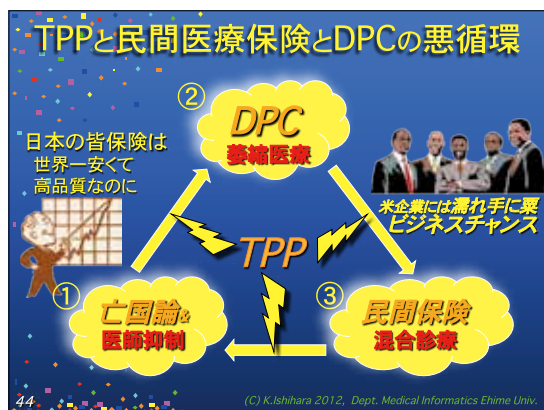 TPPと民間医療保険とDPCの悪循環
②
DPC
萎縮医療
日本の皆保険は
世界一安くて
高品質なのに
米企業には濡れ手に粟
ビジネスチャンス
TPP
①
亡国論&
医師抑制
③
民間保険
混合診療
44
(C) K.Ishihara 2012, Dept. Medical Informatics Ehime Univ.